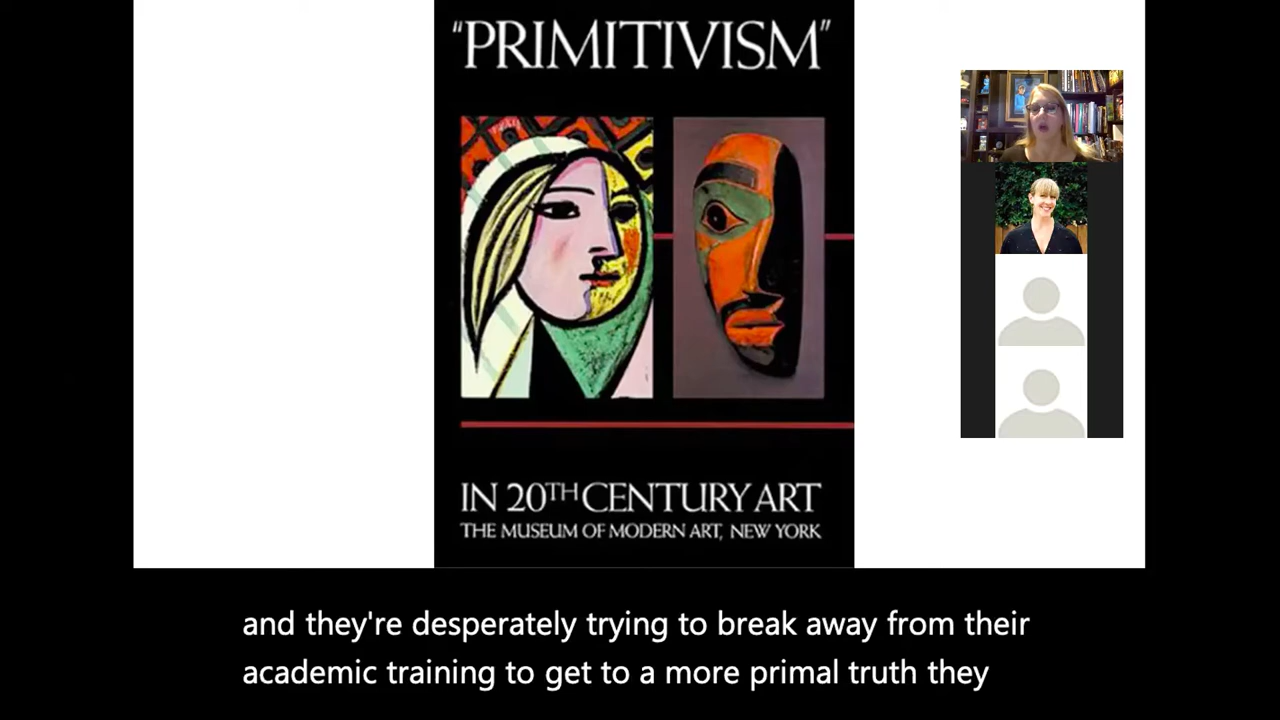 "PRIMITIVISM"
IN 20TH CENTURY ART
THE MUSEUM OF MODERN ART, NEW YORK
and they're desperately trying to break away from their
academic training to get to a more primal truth they